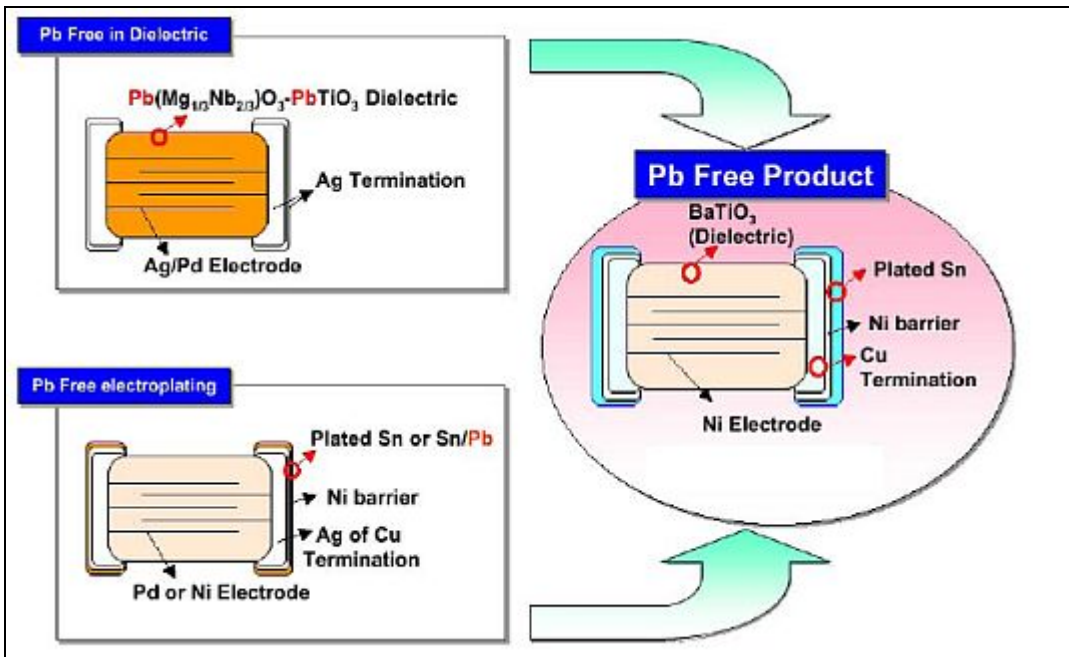 Pb Free in Dielectric
Pb(Mg1/3Nb2/3)O3-PbTiO3 Dielectric
Ag Termination
Ag/Pd Electrode
Pb Free electroplating
Plated Sn or Sn/Pb
Ni barrier
Ag of Cu
Termination
Pd or Ni Electrode
Pb Free Product
BaTiO3
(Dielectric)
Plated Sn
Ni barrier
Cu
Termination
Ni Electrode